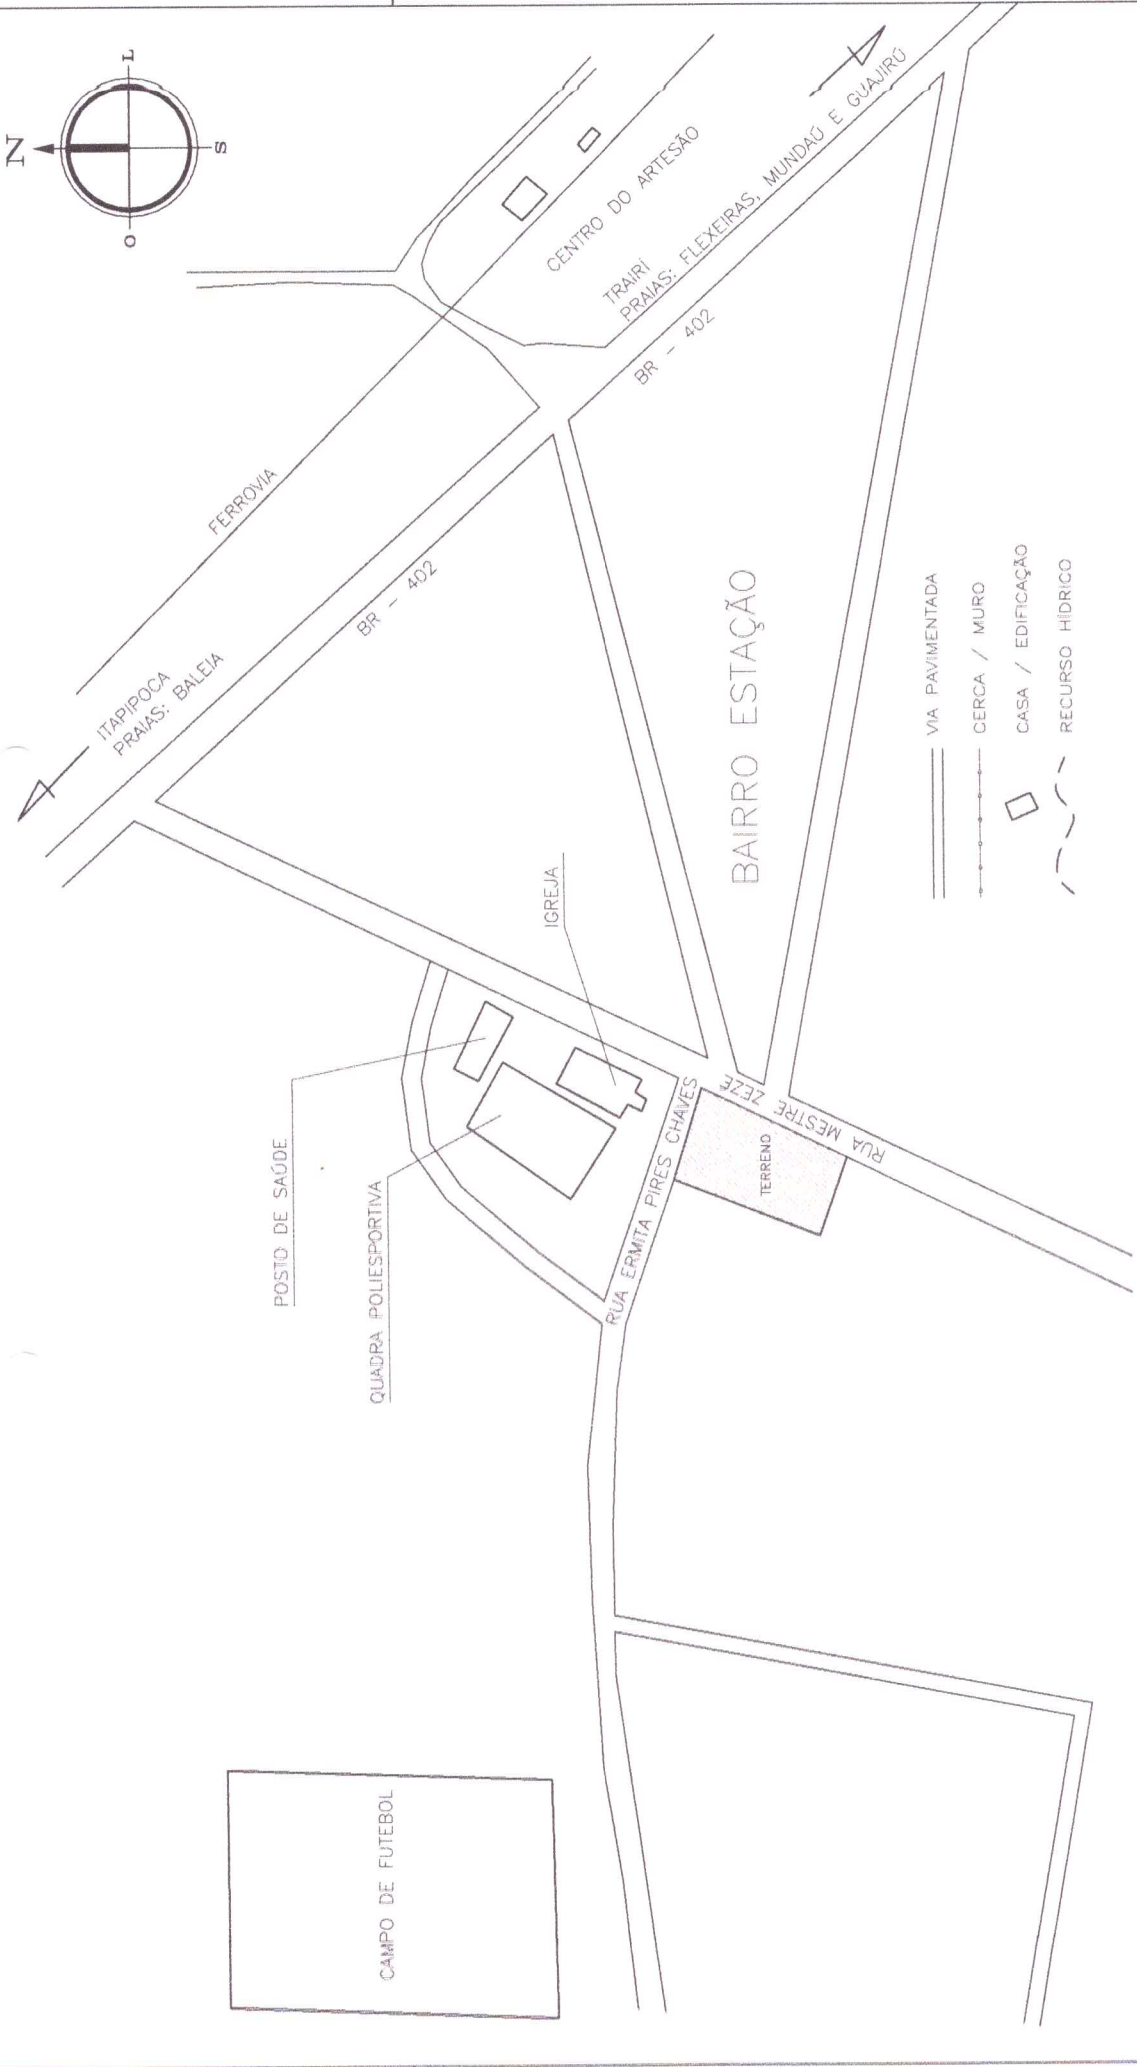 N
L
O
S
FERROVIA
ITAPIPOCA
PRAIAS: BALEIA
BR - 402
CENTRO DO ARTESÃO
TRAIRÍ
PRAIAS: FLEXEIRAS, MUNDAÚ E GUAJIRÚ
BR - 402
BAIRRO ESTAÇÃO
IGREJA
POSTO DE SAÚDE
QUADRA POLIESPORTIVA
RUA ERMITA PIRES CHAVES
RUA MESTRE ZEZE
TERRENO
CAMPO DE FUTEBOL
VIA PAVIMENTADA
CERCA / MURO
CASA / EDIFICAÇÃO
RECURSO HIDRICO